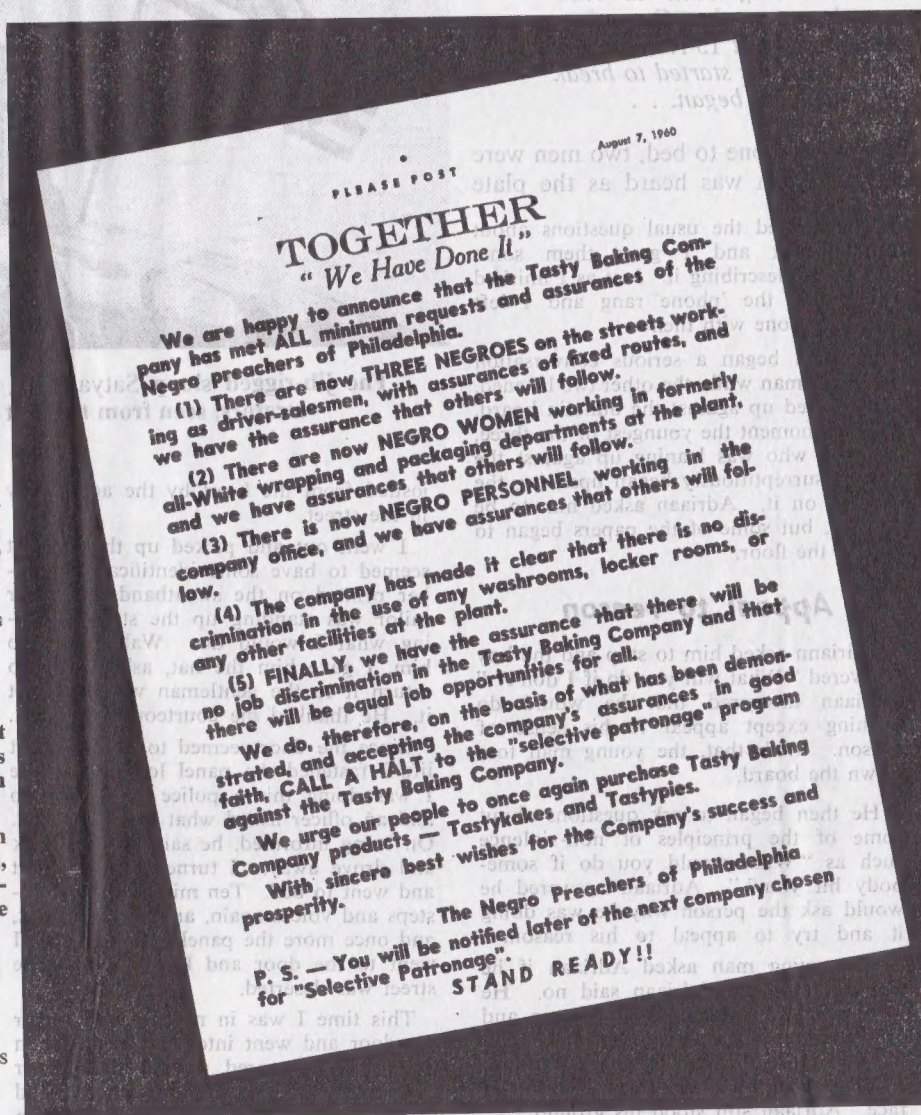 August 7, 1960
PLEASE POST
TOGETHER
"We Have Done It"
We are happy to announce that the Tasty Baking Com-
pany has met ALL minimum requests and assurances of the
Negro preachers of Philadelphia.
(1) There are now THREE NEGROES on the streets work-
ing as driver-salesmen, with assurances of fixed routes, and
we have the assurance that others will follow.
(2) There are now NEGRO WOMEN working in formerly
all-White wrapping and packaging departments at the plant,
and we have assurances that others will follow.
(3) There is now NEGRO PERSONNEL working in the
company office, and we have assurances that others will fol-
low.
(4) The company has made it clear that there is no dis-
crimination in the use of any washrooms, locker rooms, or
any other facilities in the plant.
(5) FINALLY, we have the assurance that there will be
no job discrimination in the Tasty Baking Company and that
there will be equal job opportunities for all.
We do, therefore, on the basis of what has been demon-
strated, and accepting the company's assurances in good
faith, CALL A HALT to the "selective patronage" program
against the Tasty Baking Company.
We urge our people to once again purchase Tasty Baking
Company products — Tastykakes and Tastypies.
With sincere best wishes for the Company's success and
prosperity.
The Negro preachers of Philadelphia
P. S. — You will be notified later of the next company chosen
for "Selective Patronage".
STAND READY!!